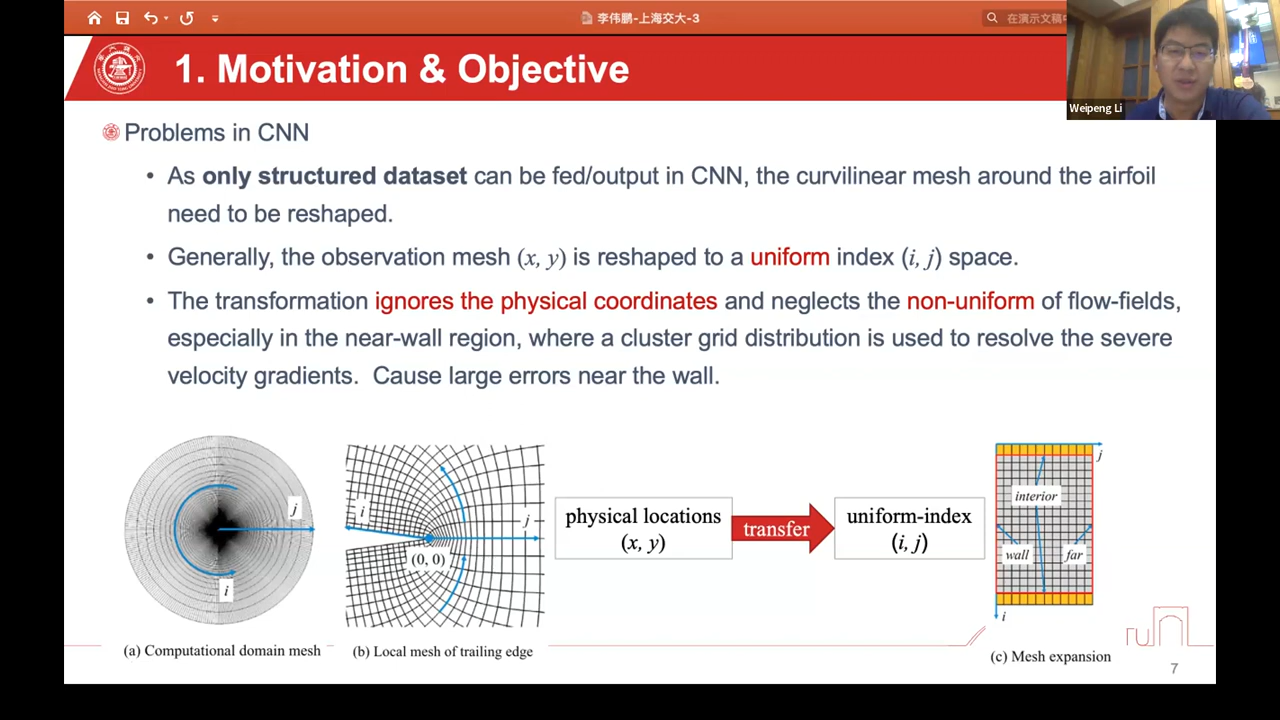 李伟鹏-上海交大-3
在演示文稿中
Weipeng Li
1. Motivation & Objective
Problems in CNN
• As only structured dataset can be fed/output in CNN, the curvilinear mesh around the airfoil
need to be reshaped.
• Generally, the observation mesh (x, y) is reshaped to a uniform index (i, j) space.
• The transformation ignores the physical coordinates and neglects the non-uniform of flow-fields,
especially in the near-wall region, where a cluster grid distribution is used to resolve the severe
velocity gradients. Cause large errors near the wall.
j
i
(a) Computational domain mesh
i
j
(0, 0)
(b) Local mesh of trailing edge
physical locations
(x, y)
transfer
uniform-index
(i, j)
j
interior
wall
far
i
(c) Mesh expansion
7